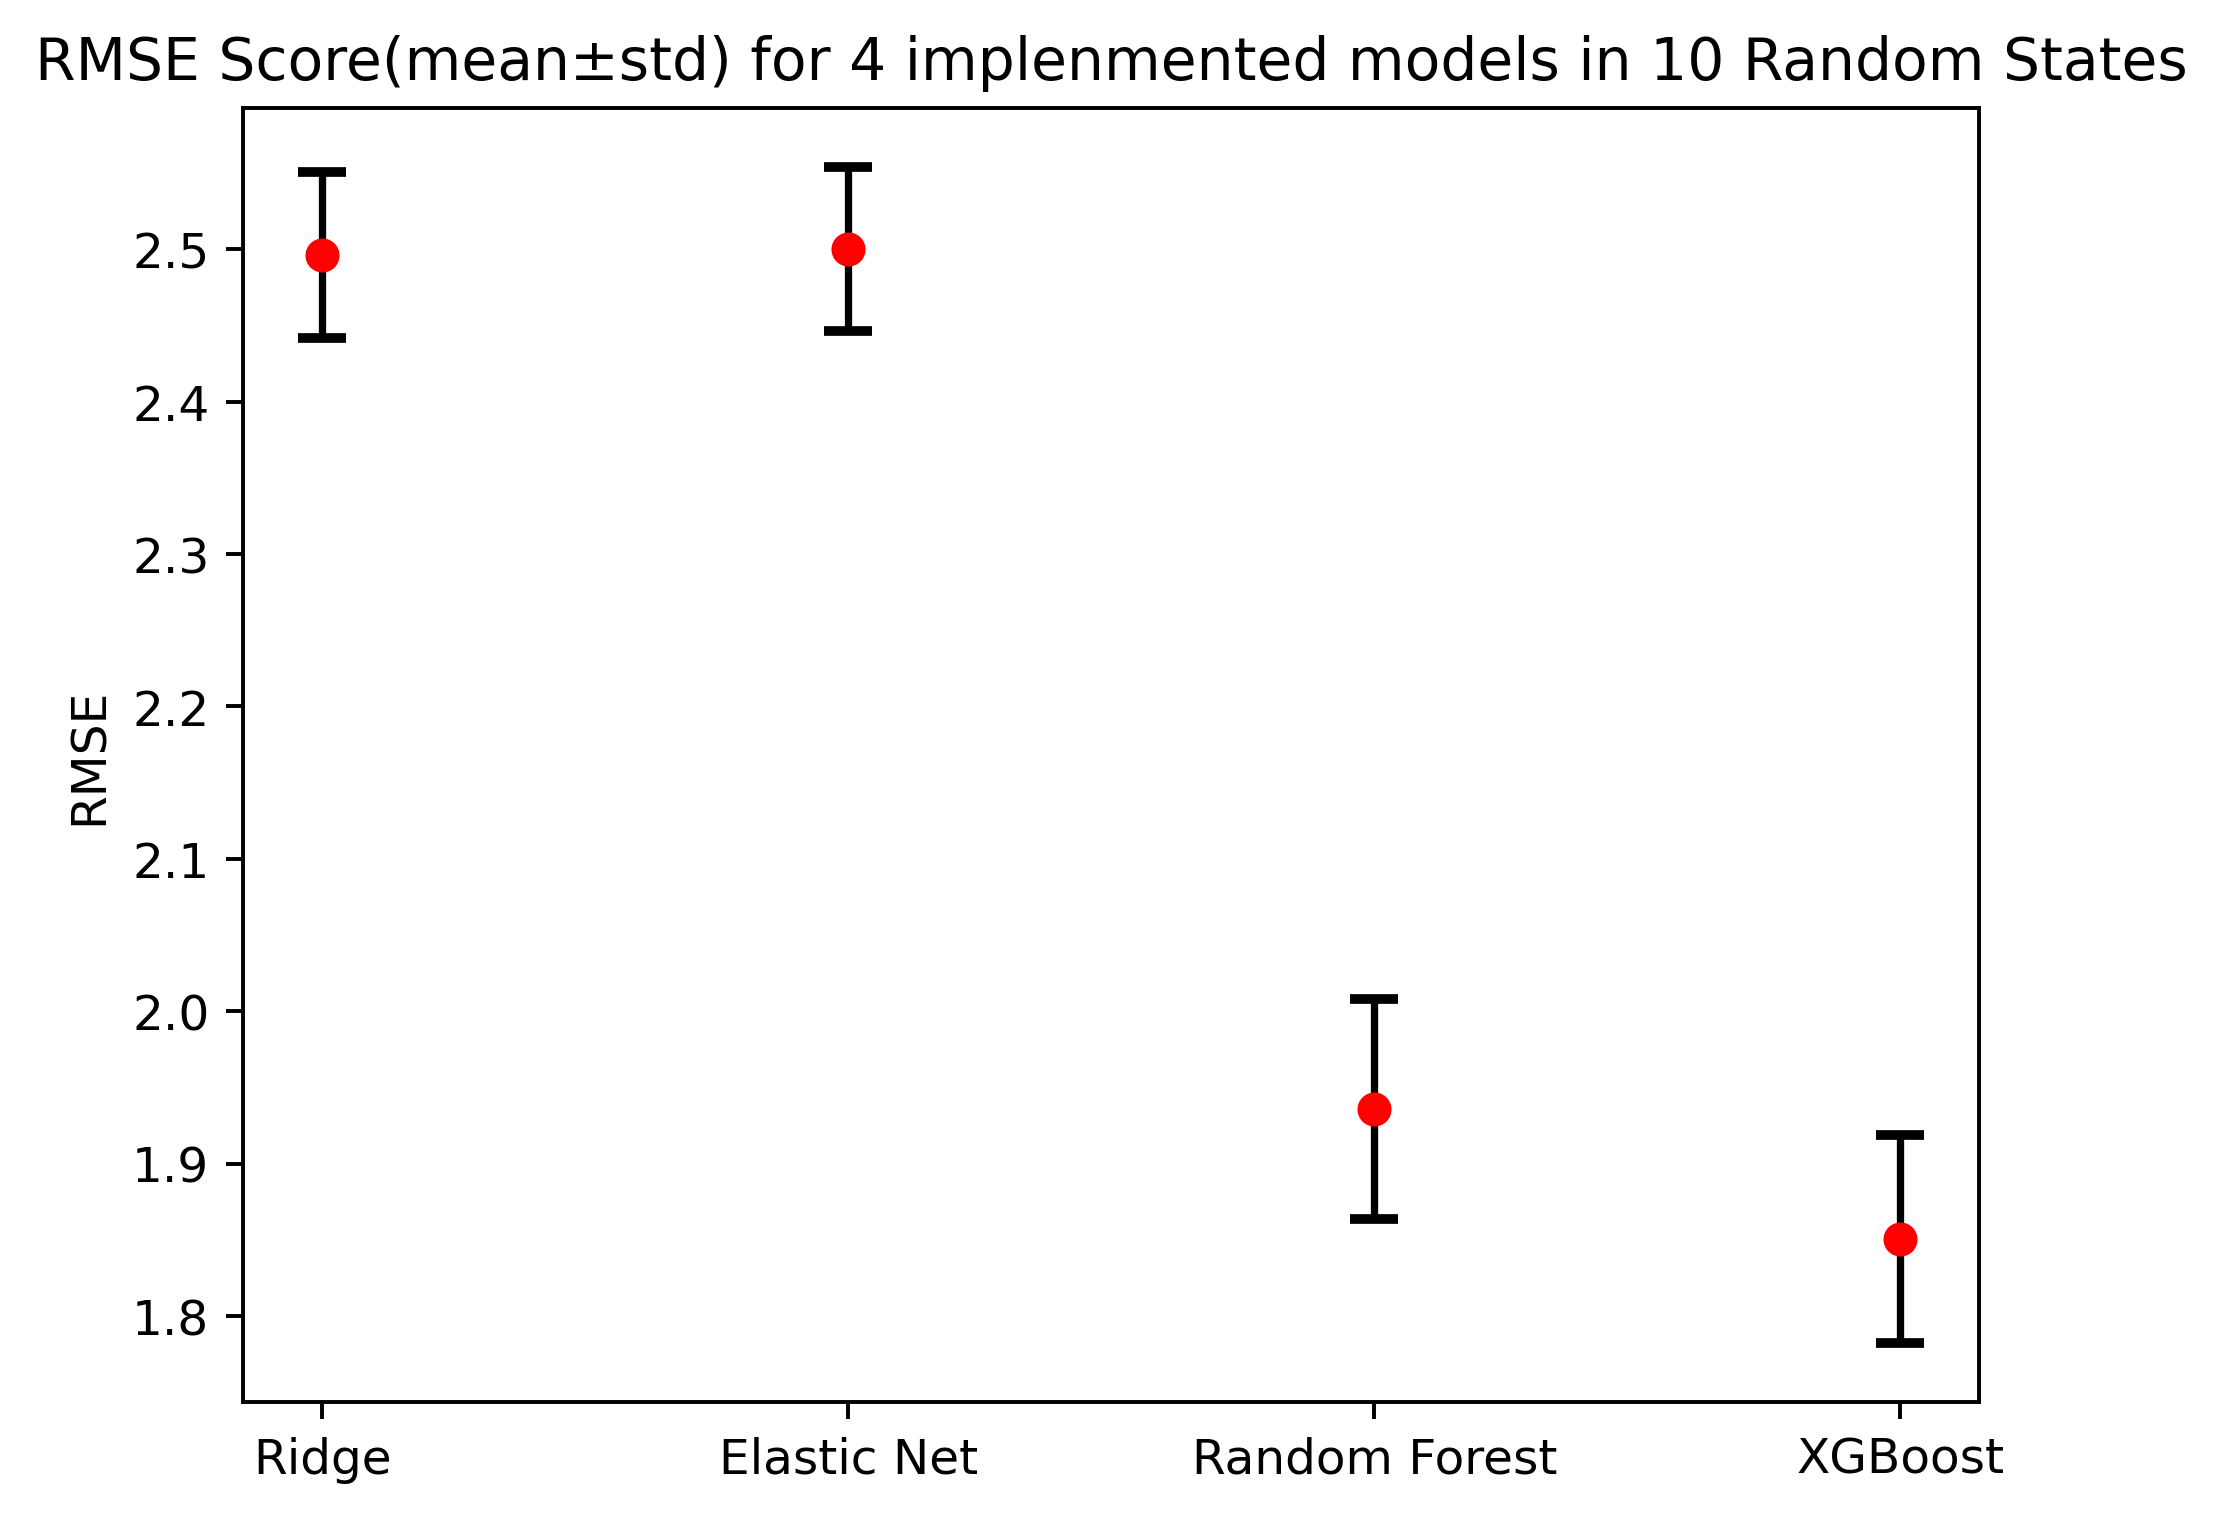 RMSE Score(mean±std) for 4 implenmented models in 10 Random States
RMSE
2.5
2.4
2.3
2.2
2.1
2.0
1.9
1.8
Ridge
Elastic Net
Random Forest
XGBoost